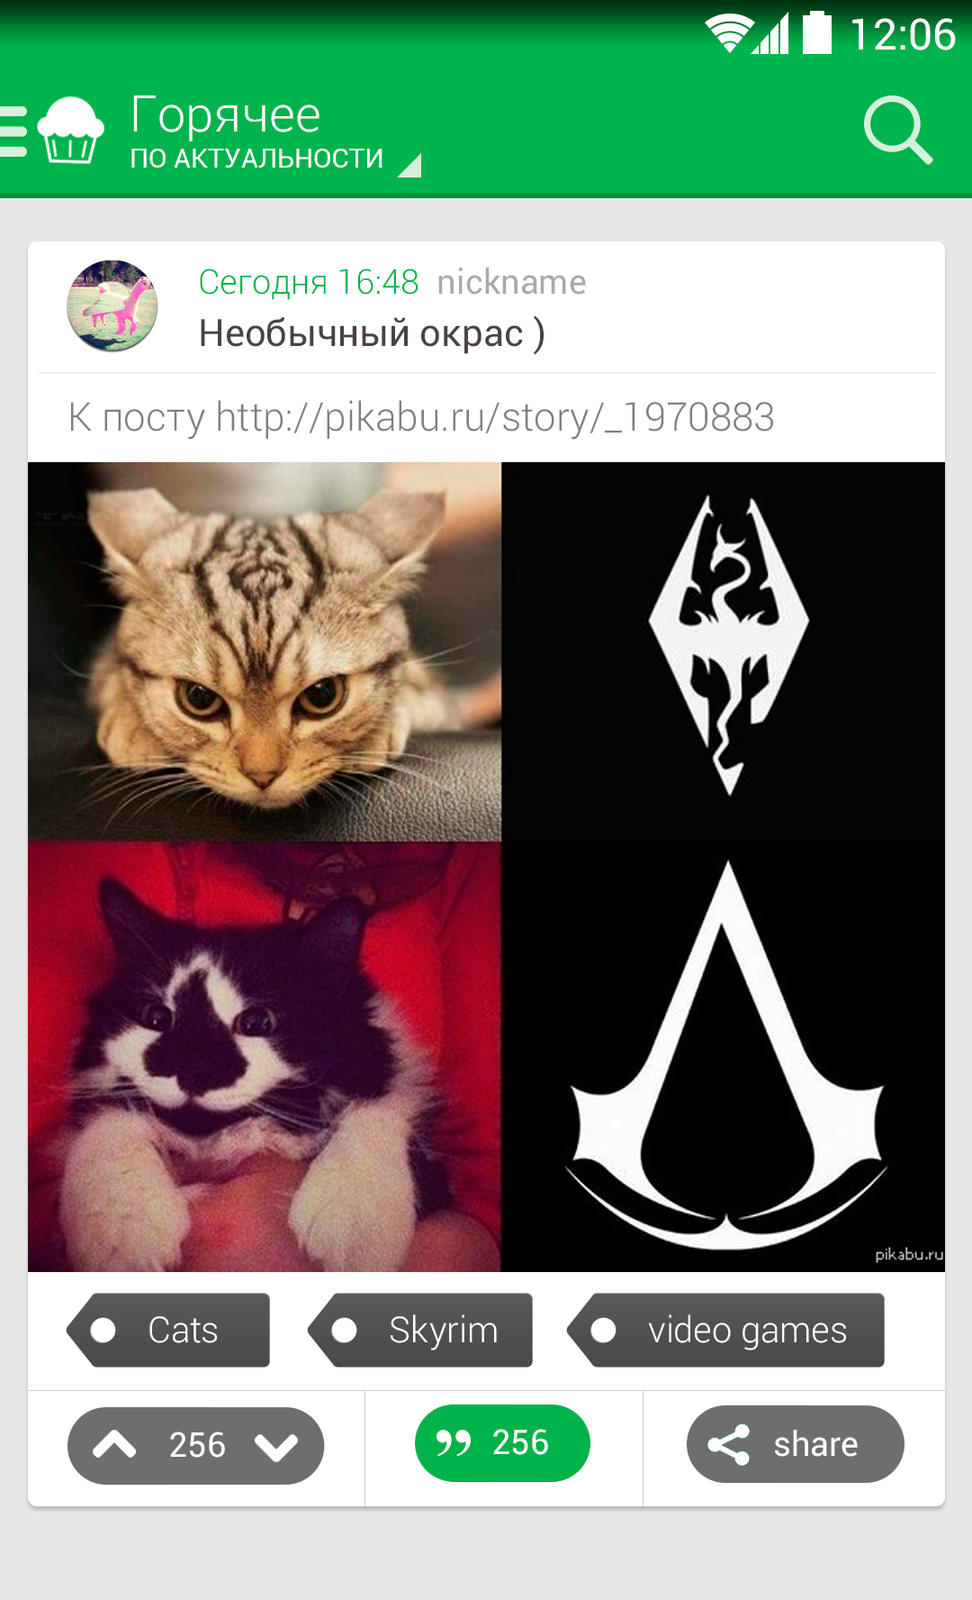 12:06
Горячее
ПО АКТУАЛЬНОСТИ
Сегодня 16:48 nickname
Необычный окрас )
К посту http://pikabu.ru/story/_1970883
pikabu.ru
Cats Skyrim video games
256 256 share